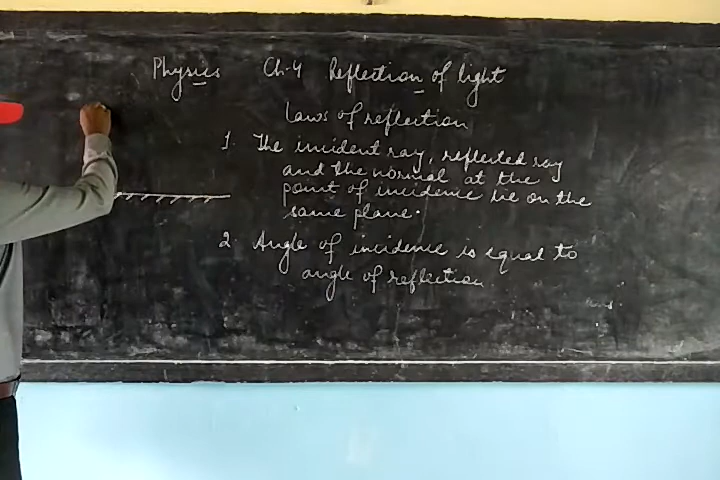 Physics Ch-4 Reflection of light
Laws of reflection
1. The incident ray, reflected ray
and the normal at the
point of incidence lie on the
same plane.
2. Angle of incidence is equal to
angle of reflection